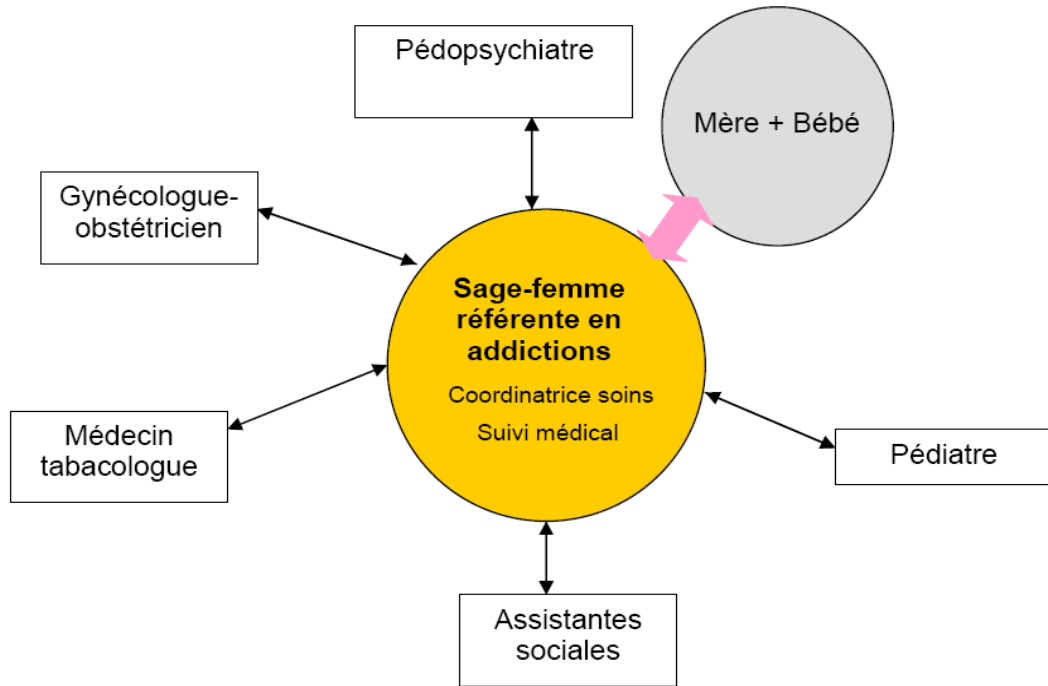 Pédopsychiatre
Mère + Bébé
Gynécologue-
obstétricien
Sage-femme
référente en
addictions
Coordinatrice soins
Suivi médical
Médecin
tabacologue
Pédiatre
Assistantes
sociales